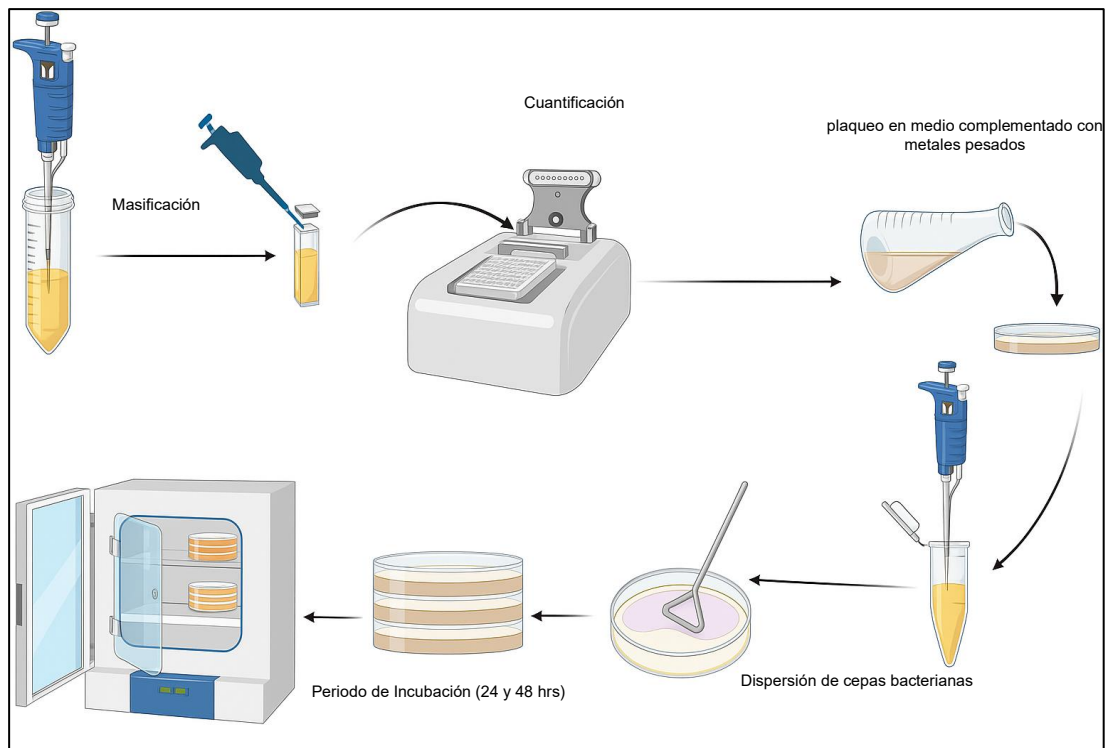 Cuantificación
plaqueo en medio complementado con
metales pesados
Masificación
Dispersión de cepas bacterianas
Periodo de Incubación (24 y 48 hrs)